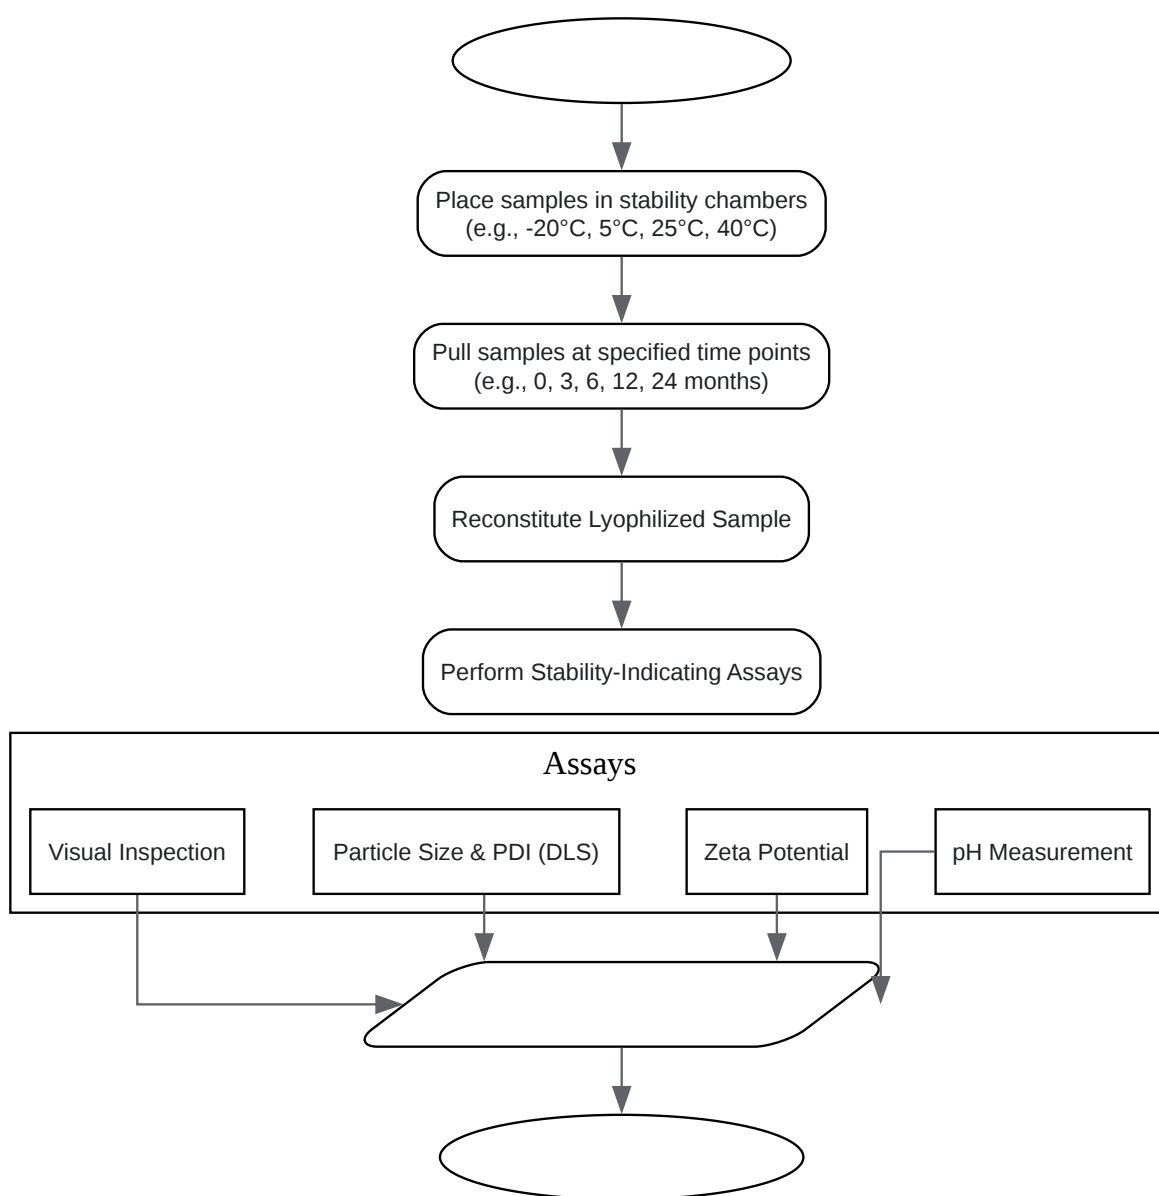 Place samples in stability chambers
(e.g., -20°C, 5°C, 25°C, 40°C)
Pull samples at specified time points
(e.g., 0, 3, 6, 12, 24 months)
Reconstitute Lyophilized Sample
Perform Stability-Indicating Assays
Assays
Visual Inspection
Particle Size & PDI (DLS)
Zeta Potential
pH Measurement